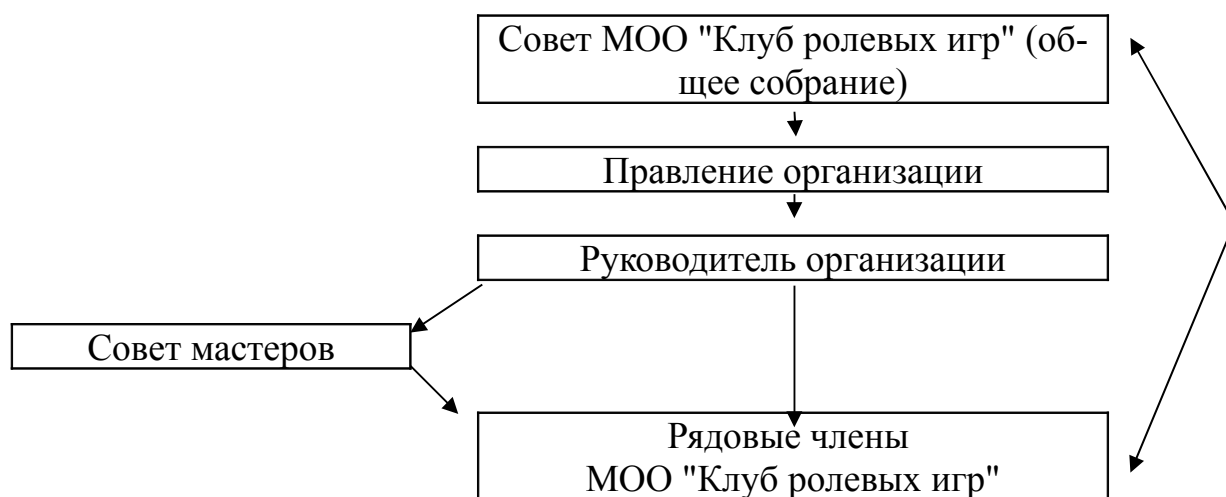 Совет МОО "Клуб ролевых игр" (об-
щее собрание)
Правление организации
Руководитель организации
Совет мастеров
Рядовые члены
МОО "Клуб ролевых игр"